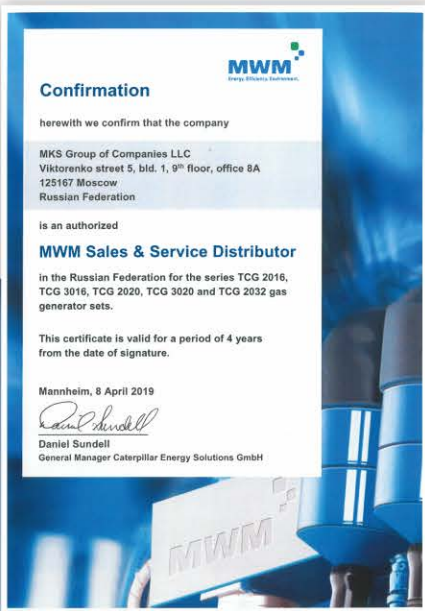 MWM
Energy. Efficiency. Environment.
Confirmation
herewith we confirm that the company
MKS Group of Companies LLC
Viktorenko street 5, bld. 1, 9th floor, office 8A
125167 Moscow
Russian Federation
is an authorized
MWM Sales & Service Distributor
in the Russian Federation for the series TCG 2016,
TCG 3016, TCG 2020, TCG 3020 and TCG 2032 gas
generator sets.
This certificate is valid for a period of 4 years
from the date of signature.
Mannheim, 8 April 2019
Daniel Sundell
Daniel Sundell
General Manager Caterpillar Energy Solutions GmbH
MWM